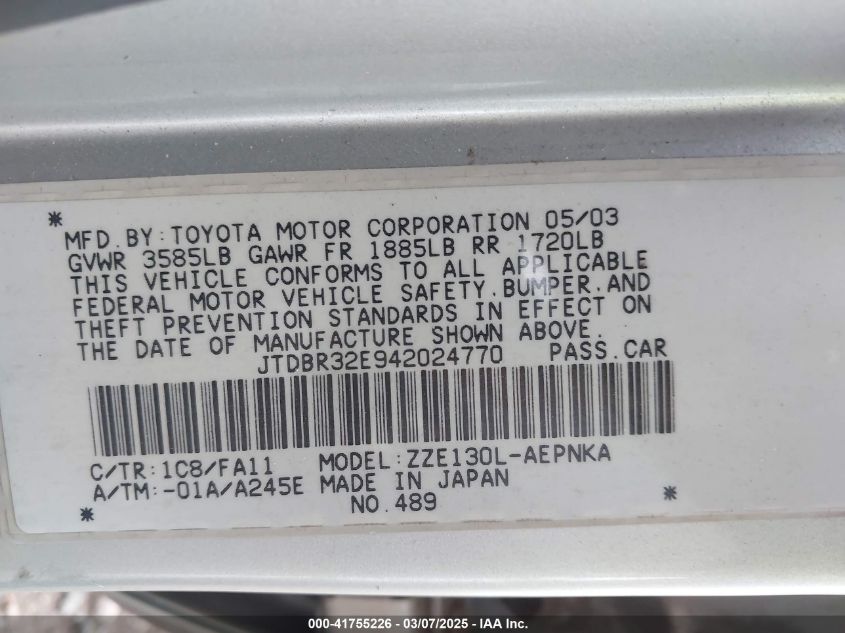 *
MFD. BY: TOYOTA MOTOR CORPORATION 05/03
GVWR 3585LB GAWR FR 1885LB RR 1720LB
THIS VEHICLE CONFORMS TO ALL APPLICABLE
FEDERAL MOTOR VEHICLE SAFETY, BUMPER, AND
THEFT PREVENTION STANDARDS IN EFFECT ON
THE DATE OF MANUFACTURE SHOWN ABOVE.
JTDBR32E942024770 PASS. CAR
C/TR: 1C8/FA11 MODEL: ZZE130L-AEPNKA
A/TM: -01A/A245E MADE IN JAPAN
* NO. 489 *
000-41755226 — 03/07/2025 — IAA Inc.